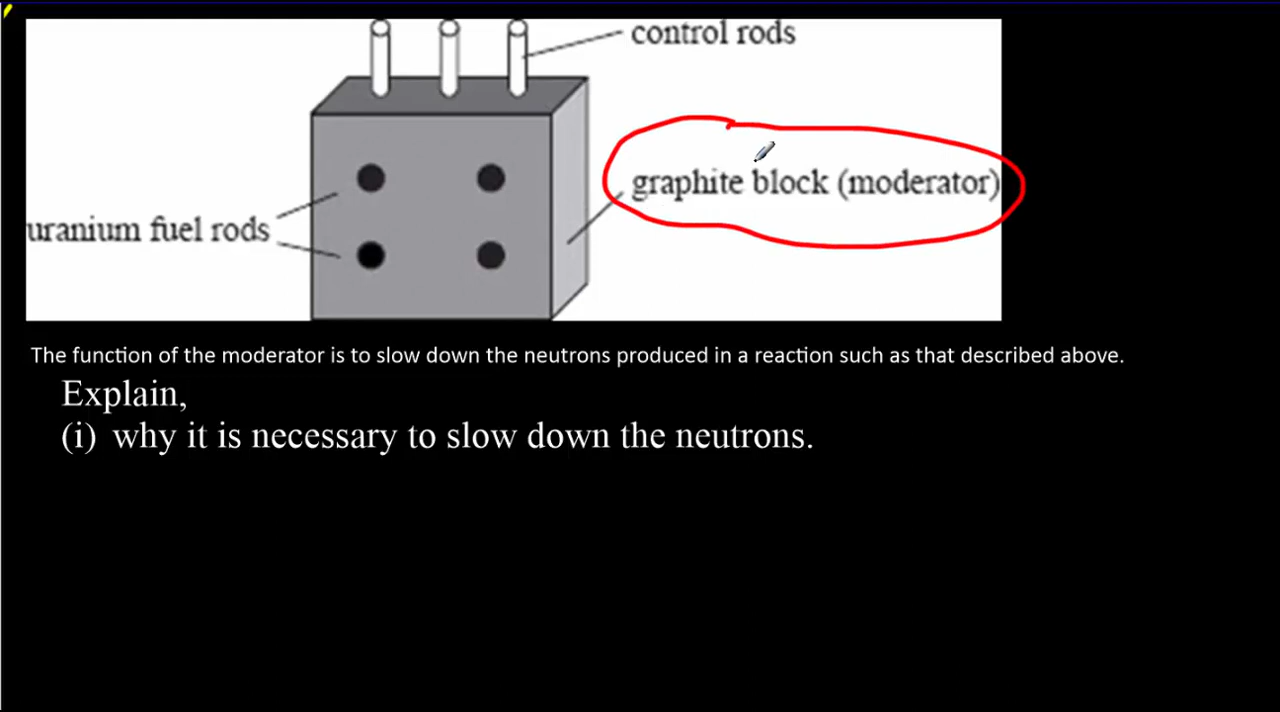 control rods
graphite block (moderator)
uranium fuel rods
The function of the moderator is to slow down the neutrons produced in a reaction such as that described above.
Explain,
(i) why it is necessary to slow down the neutrons.